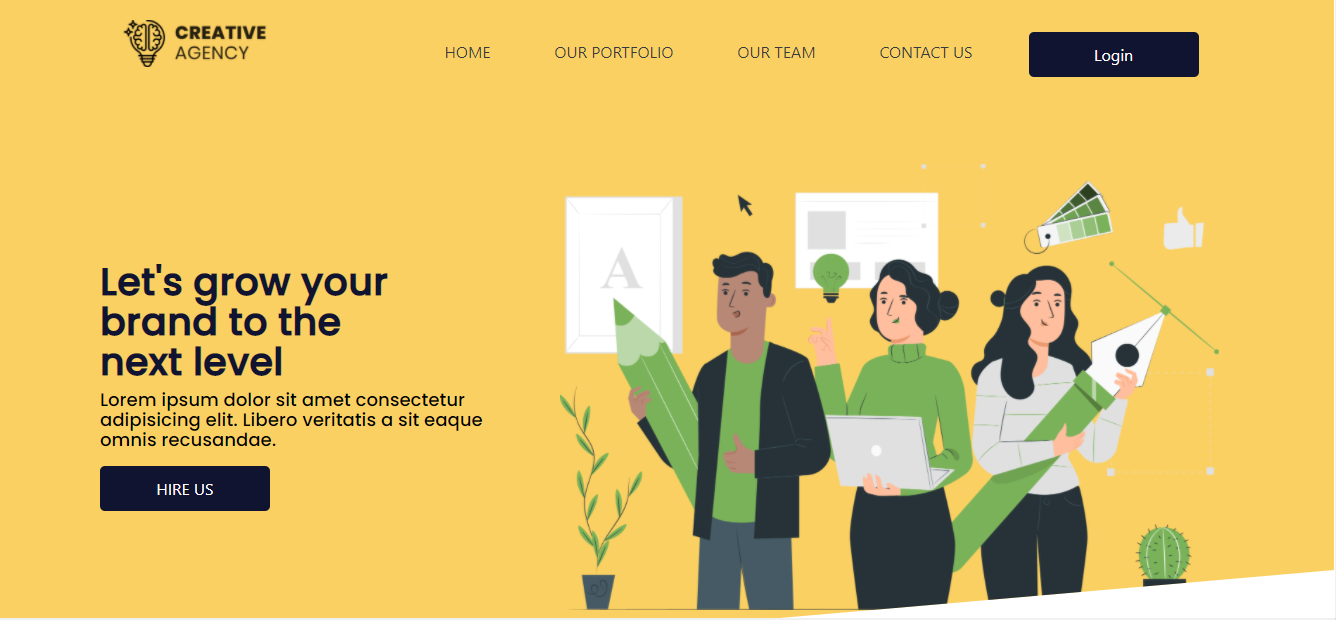 CREATIVE
AGENCY
HOME
OUR PORTFOLIO
OUR TEAM
CONTACT US
Login
A
Let's grow your
brand to the
next level
Lorem ipsum dolor sit amet consectetur
adipisicing elit. Libero veritatis a sit eaque
omnis recusandae.
HIRE US